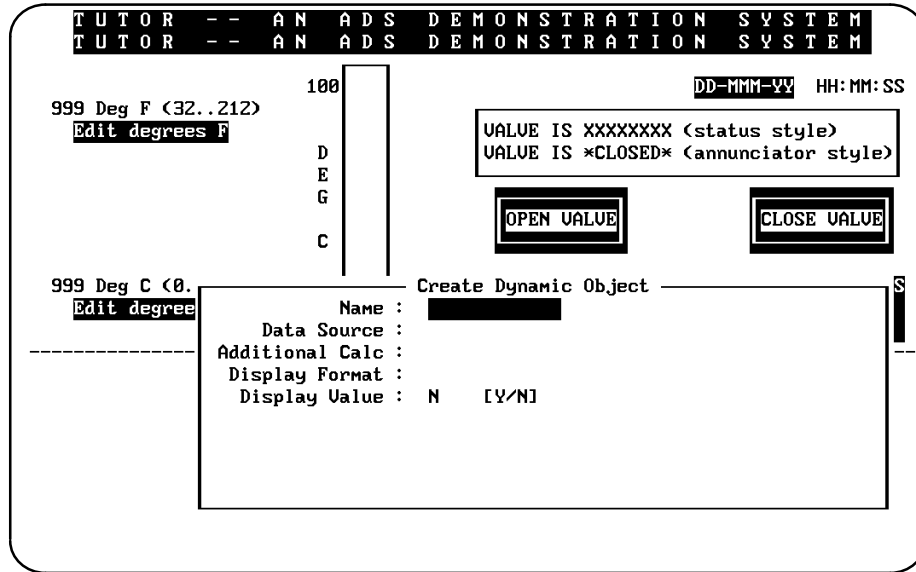 T U T O R -- A N A D S D E M O N S T R A T I O N S Y S T E M
T U T O R -- A N A D S D E M O N S T R A T I O N S Y S T E M
100
DD-MMM-YY HH:MM:SS
999 Deg F (32..212)
Edit degrees F
VALUE IS XXXXXXXX (status style)
VALUE IS *CLOSED* (annunciator style)
D
E
G
C
OPEN VALUE
CLOSE VALUE
999 Deg C (0.
S
Edit degree
Create Dynamic Object
Name :
Data Source :
Additional Calc :
Display Format :
Display Value : N [Y/N]